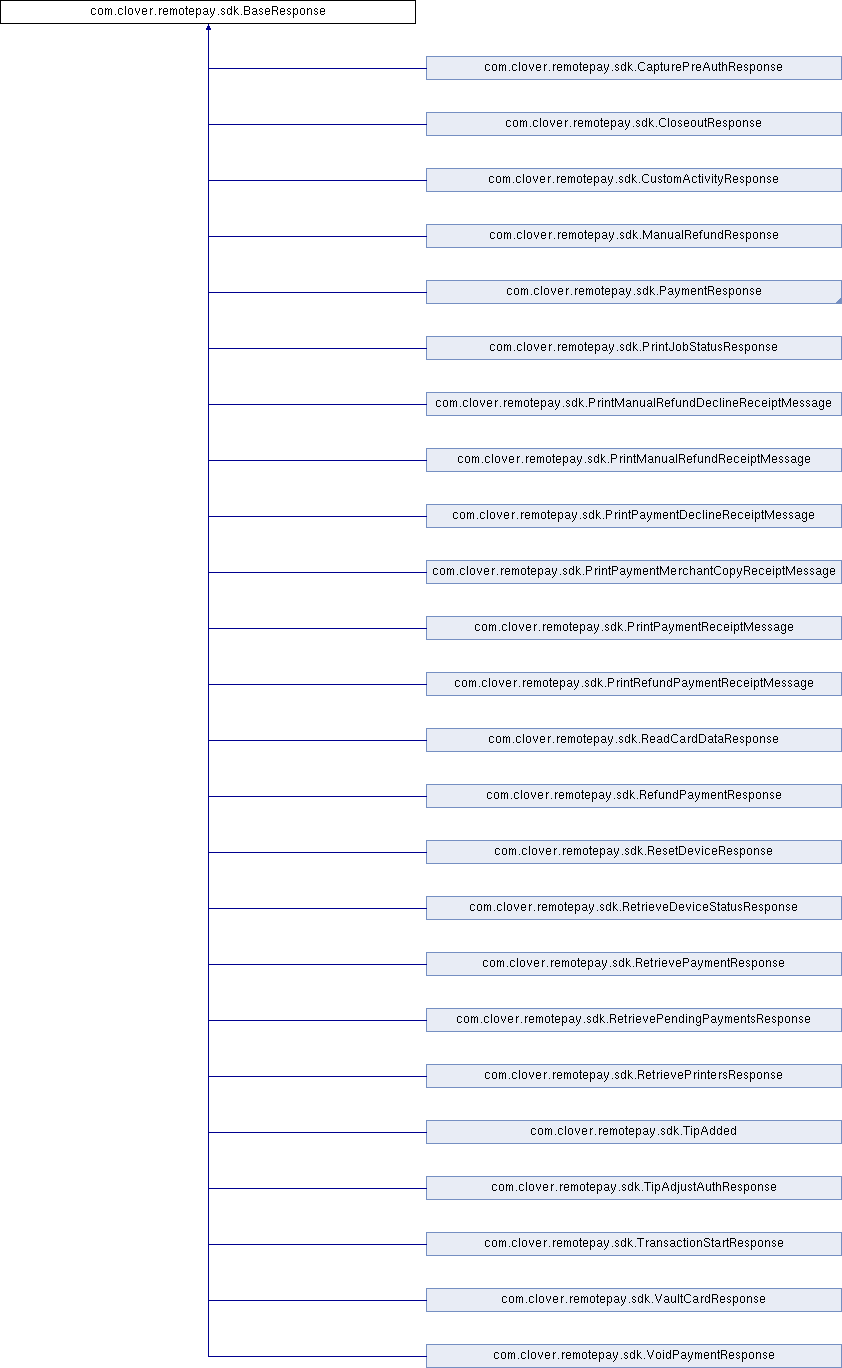 com.clover.remotepay.sdk.BaseResponse
com.clover.remotepay.sdk.CapturePreAuthResponse
com.clover.remotepay.sdk.CloseoutResponse
com.clover.remotepay.sdk.CustomActivityResponse
com.clover.remotepay.sdk.ManualRefundResponse
com.clover.remotepay.sdk.PaymentResponse
com.clover.remotepay.sdk.PrintJobStatusResponse
com.clover.remotepay.sdk.PrintManualRefundDeclineReceiptMessage
com.clover.remotepay.sdk.PrintManualRefundReceiptMessage
com.clover.remotepay.sdk.PrintPaymentDeclineReceiptMessage
com.clover.remotepay.sdk.PrintPaymentMerchantCopyReceiptMessage
com.clover.remotepay.sdk.PrintPaymentReceiptMessage
com.clover.remotepay.sdk.PrintRefundPaymentReceiptMessage
com.clover.remotepay.sdk.ReadCardDataResponse
com.clover.remotepay.sdk.RefundPaymentResponse
com.clover.remotepay.sdk.ResetDeviceResponse
com.clover.remotepay.sdk.RetrieveDeviceStatusResponse
com.clover.remotepay.sdk.RetrievePaymentResponse
com.clover.remotepay.sdk.RetrievePendingPaymentsResponse
com.clover.remotepay.sdk.RetrievePrintersResponse
com.clover.remotepay.sdk.TipAdded
com.clover.remotepay.sdk.TipAdjustAuthResponse
com.clover.remotepay.sdk.TransactionStartResponse
com.clover.remotepay.sdk.VaultCardResponse
com.clover.remotepay.sdk.VoidPaymentResponse